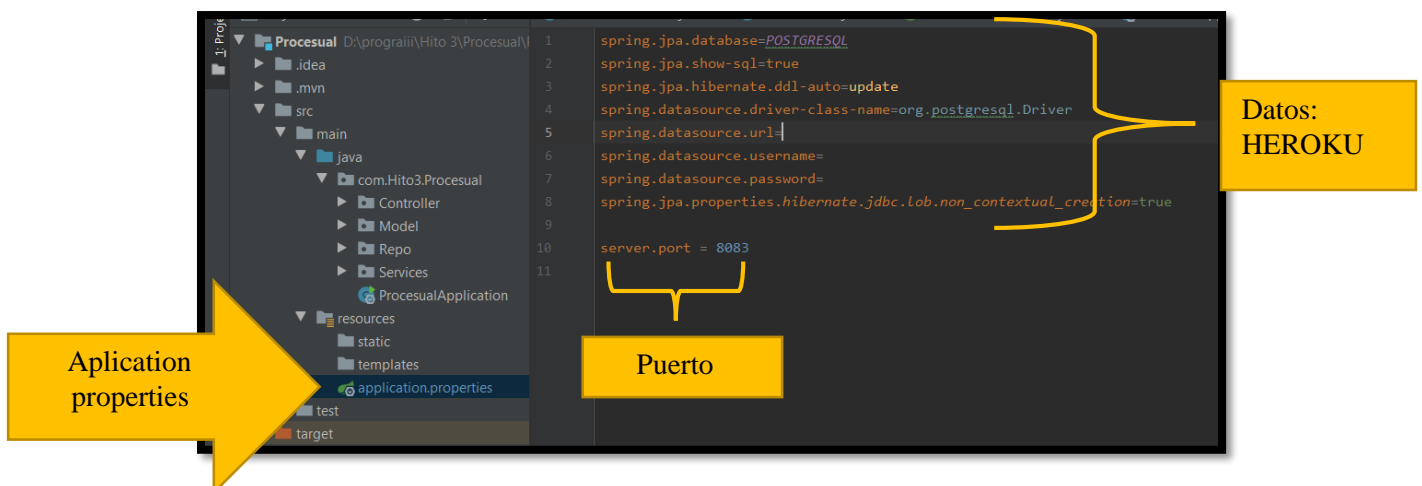 1: Proje
Procesual D:\prograiii\Hito 3\Procesual\
.idea
.mvn
src
main
java
com.Hito3.Procesual
Controller
Model
Repo
Services
ProcesualApplication
resources
static
templates
application.properties
test
target
1 spring.jpa.database=POSTGRESQL
2 spring.jpa.show-sql=true
3 spring.jpa.hibernate.ddl-auto=update
4 spring.datasource.driver-class-name=org.postgresql.Driver
5 spring.datasource.url=
6 spring.datasource.username=
7 spring.datasource.password=
8 spring.jpa.properties.hibernate.jdbc.lob.non_contextual_creation=true
9
10 server.port = 8083
11
Datos:
HEROKU
Puerto
Aplication
properties